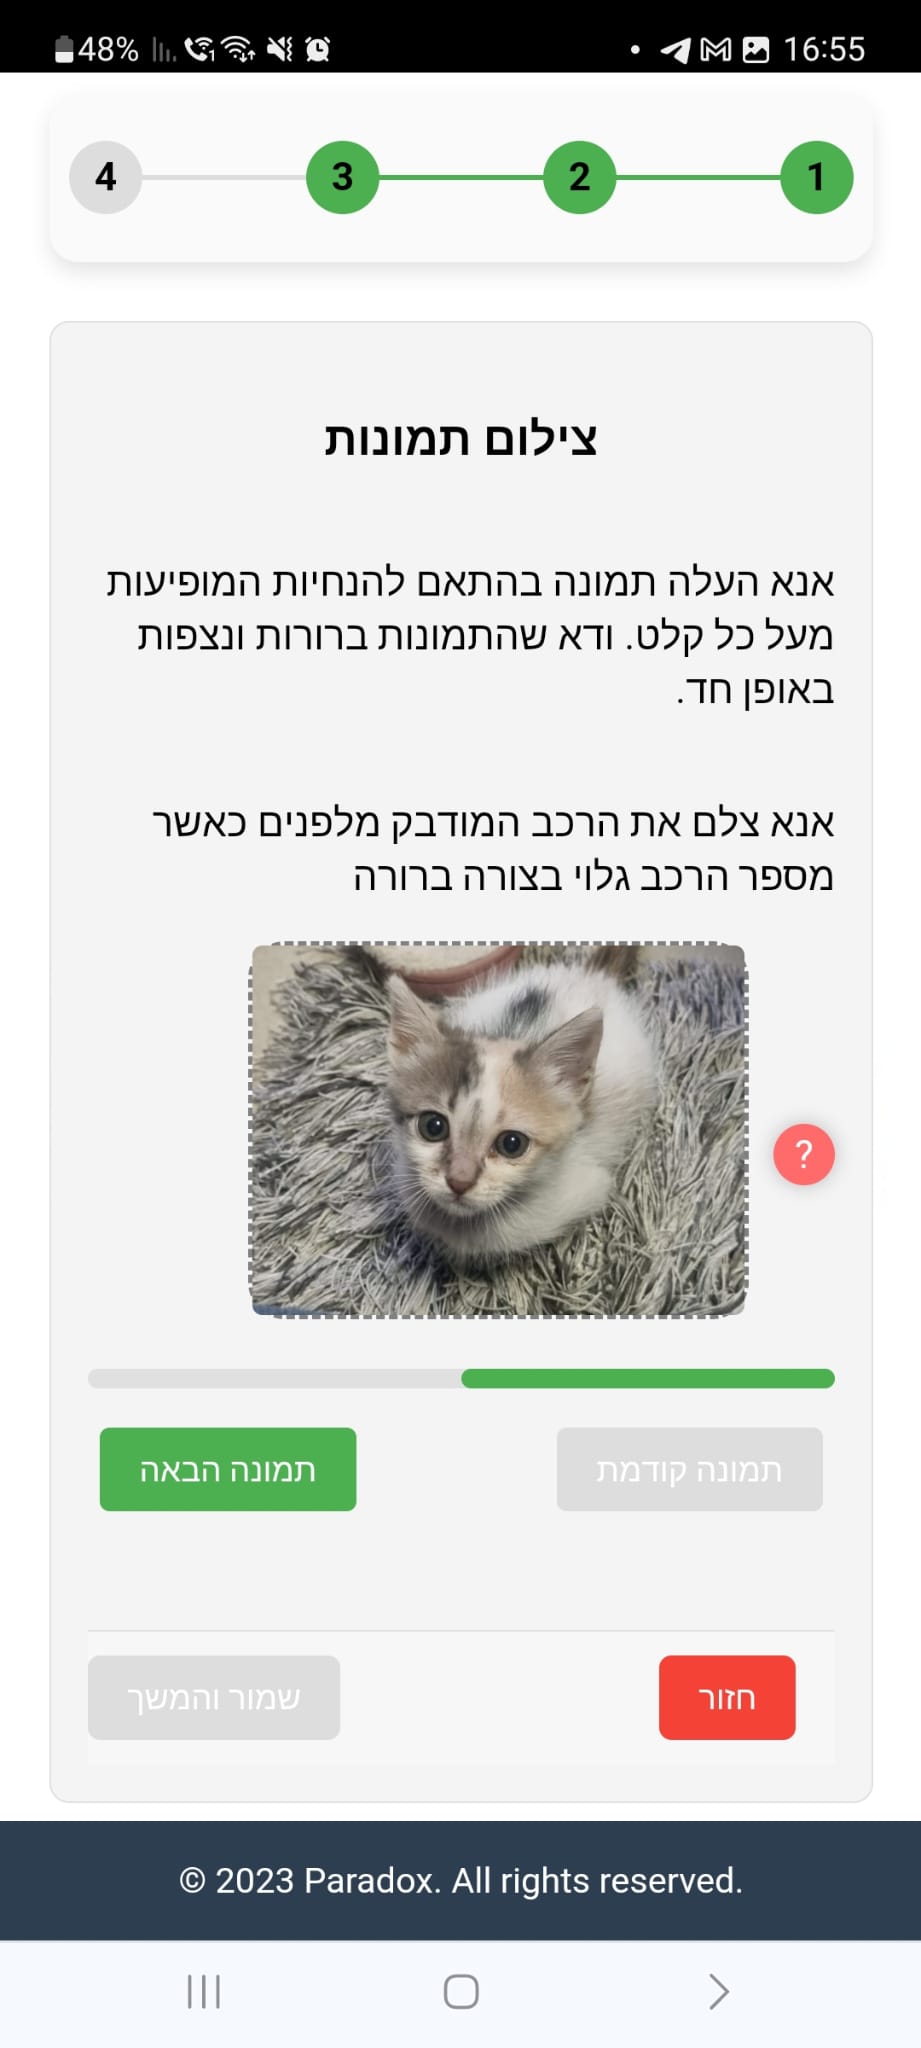 48%
16:55
1 2 3 4
צילום תמונות
אנא העלה תמונה בהתאם להנחיות המופיעות
מעל כל קלט. ודא שהתמונות ברורות ונצפות
באופן חד.
אנא צלם את הרכב המודבק מלפנים כאשר
מספר הרכב גלוי בצורה ברורה
?
תמונה קודמת
תמונה הבאה
חזור
שמור והמשך
© 2023 Paradox. All rights reserved.